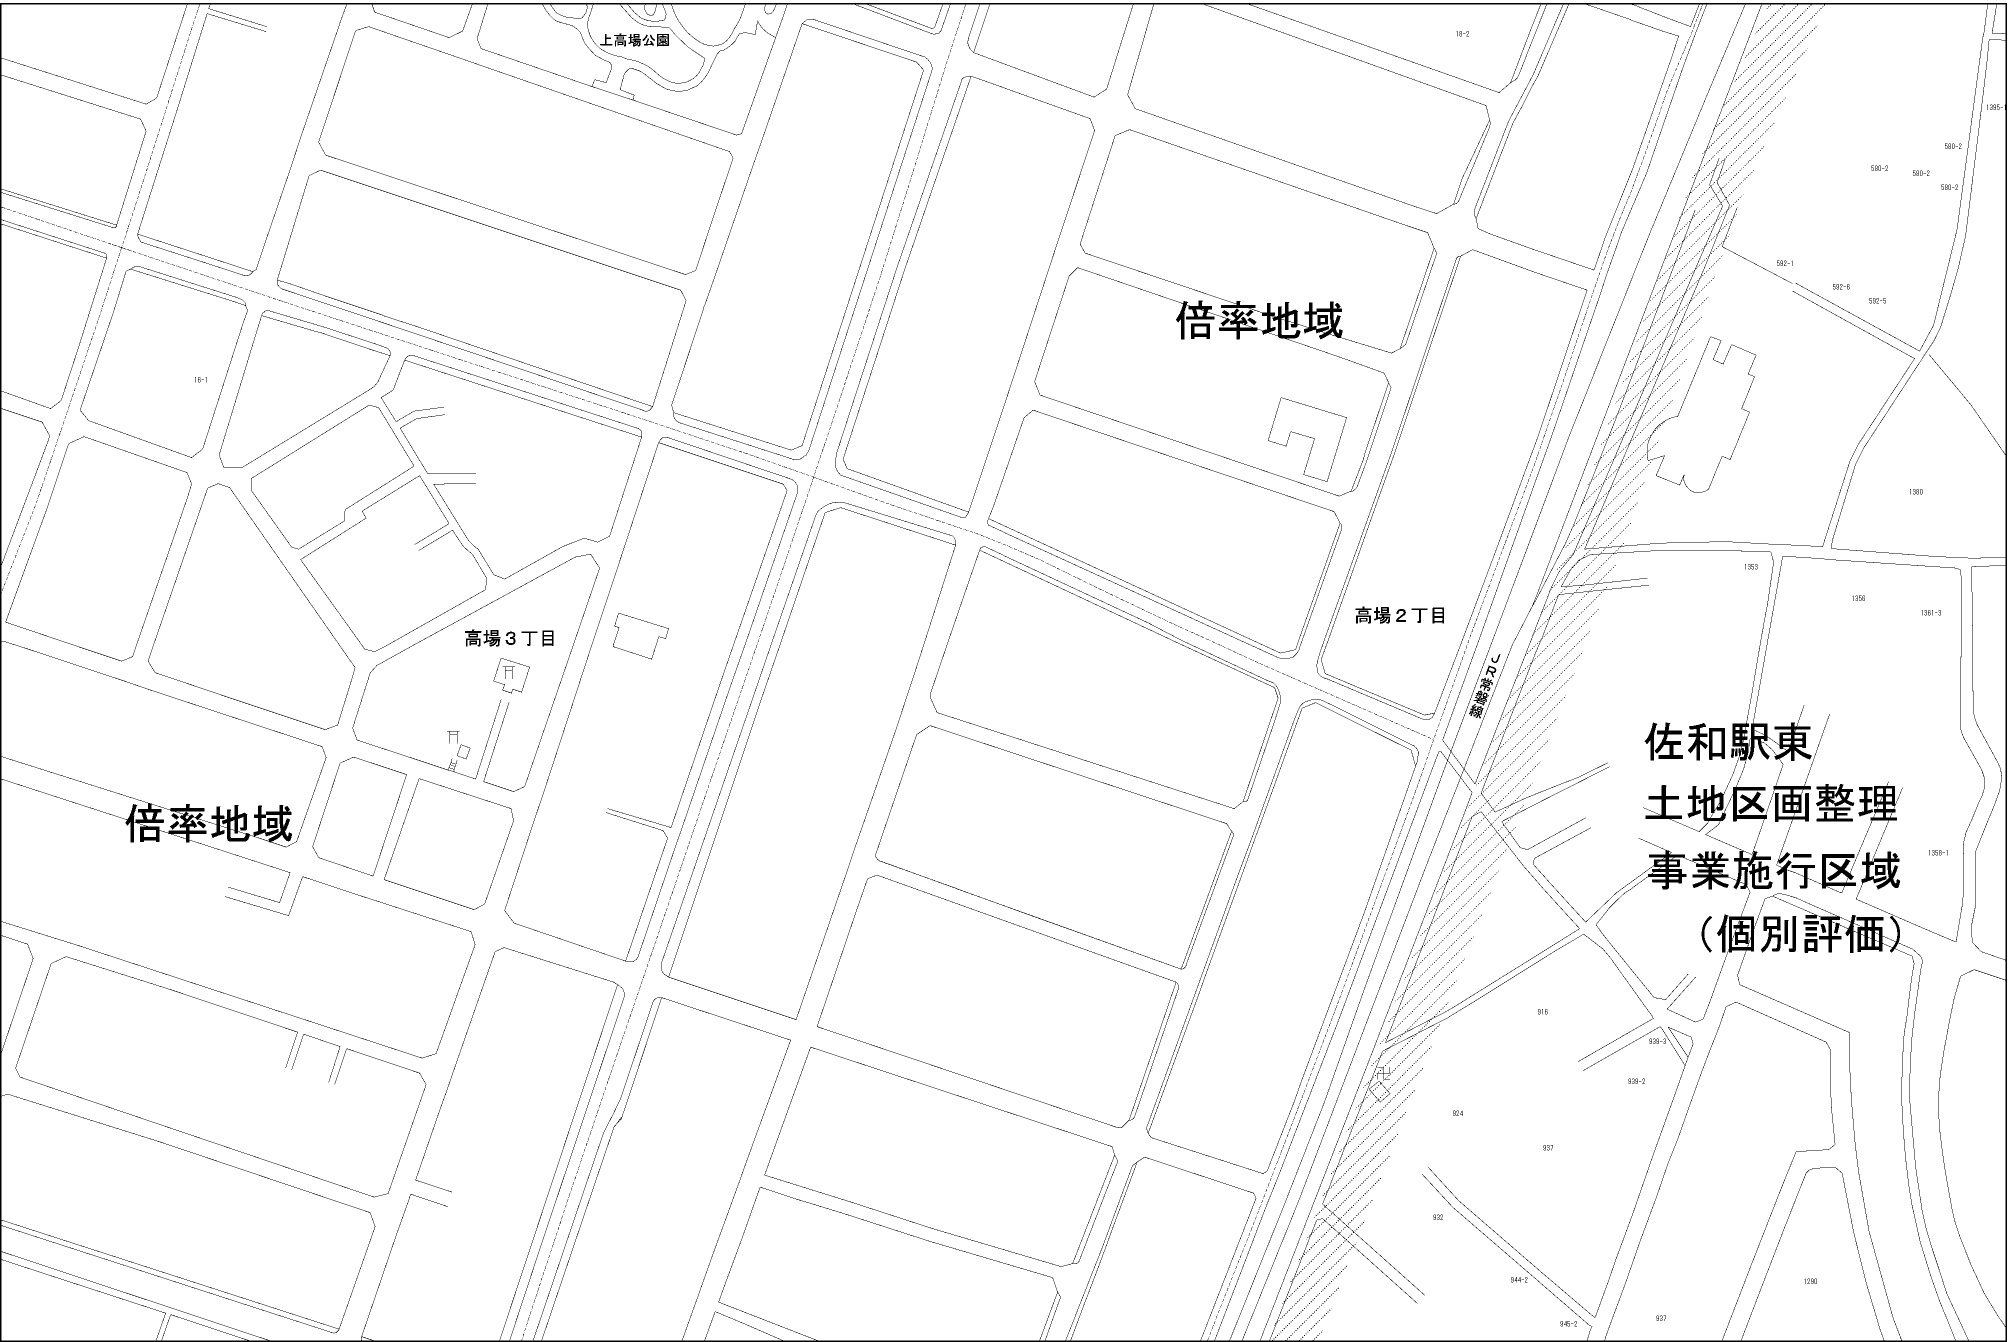 上高場公園
18-2
1395-1
580-2
580-2
580-2
580-2
592-1
592-6
592-5
倍率地域
16-1
1380
1353
1356
1361-3
高場2丁目
高場3丁目
JR常磐線
佐和駅東
土地区画整理
事業施行区域
(個別評価)
倍率地域
1358-1
916
939-3
939-2
924
937
932
944-2
1290
937
945-2